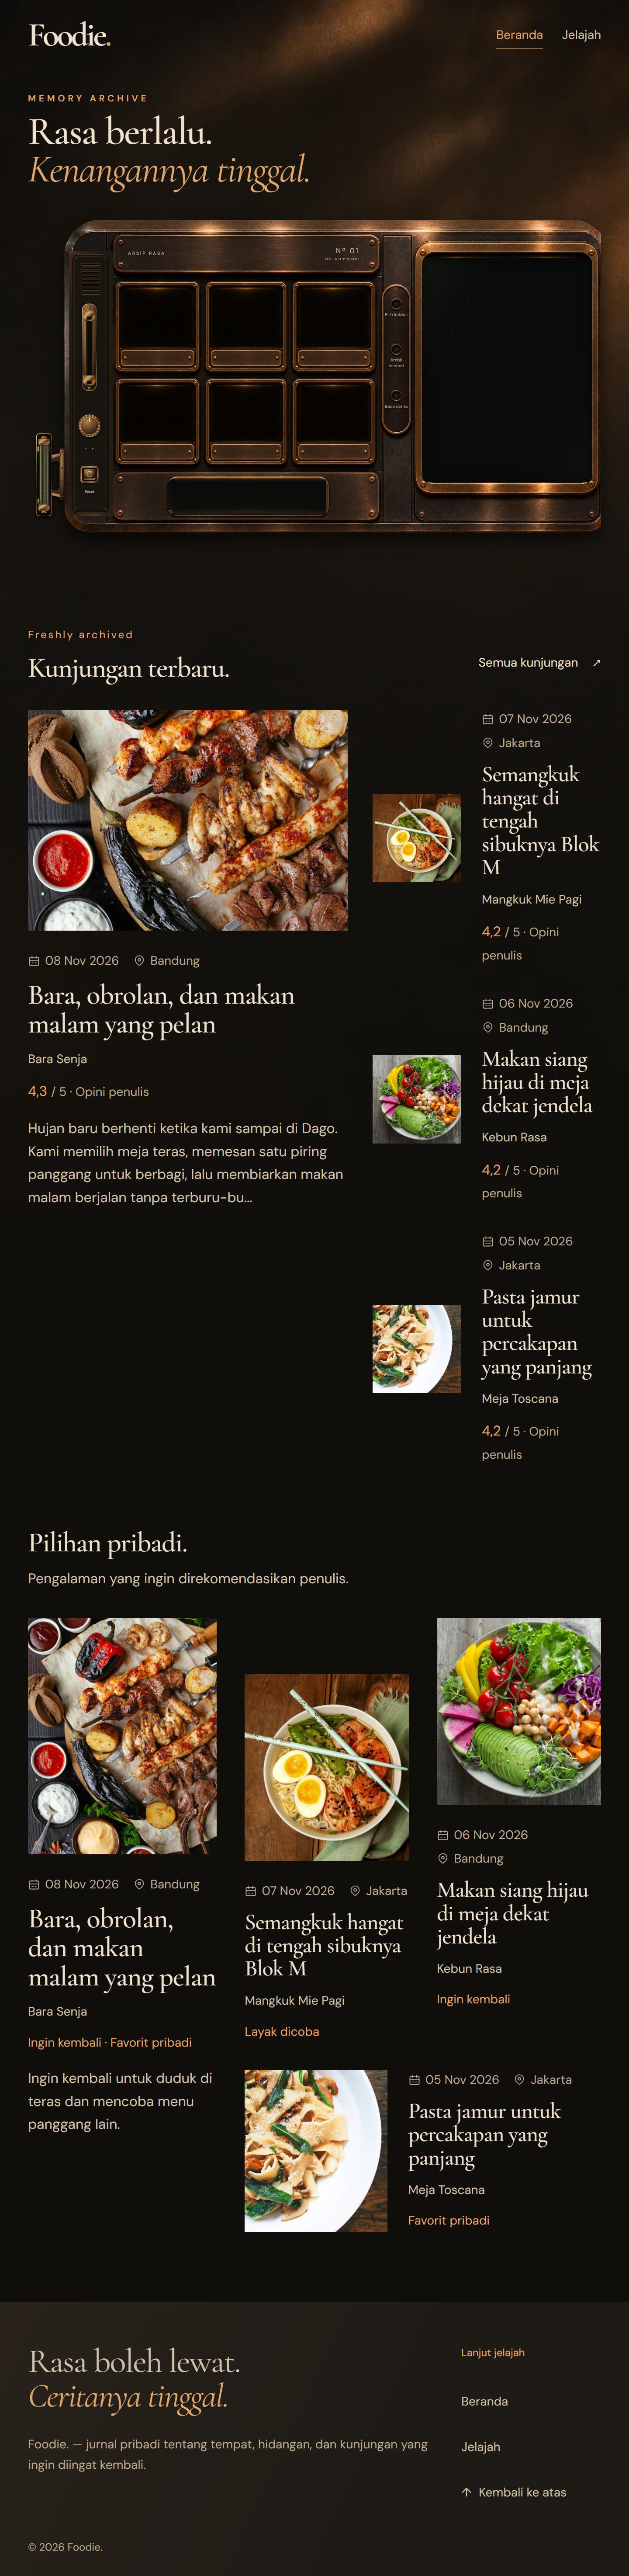 Foodie.
Beranda
Jelajah
MEMORY ARCHIVE
Rasa berlalu.
Kenangannya tinggal.
ARSIP RASA
Nº 01
KOLEKSI PRIBADI
Pilih koleksi
Ambil
memori
Baca cerita
Reset
Freshly archived
Kunjungan terbaru.
Semua kunjungan ↗
08 Nov 2026
Bandung
Bara, obrolan, dan makan
malam yang pelan
Bara Senja
4,3 / 5 · Opini penulis
Hujan baru berhenti ketika kami sampai di Dago.
Kami memilih meja teras, memesan satu piring
panggang untuk berbagi, lalu membiarkan makan
malam berjalan tanpa terburu-bu...
07 Nov 2026
Jakarta
Semangkuk
hangat di
tengah
sibuknya Blok
M
Mangkuk Mie Pagi
4,2 / 5 · Opini
penulis
06 Nov 2026
Bandung
Makan siang
hijau di meja
dekat jendela
Kebun Rasa
4,2 / 5 · Opini
penulis
05 Nov 2026
Jakarta
Pasta jamur
untuk
percakapan
yang panjang
Meja Toscana
4,2 / 5 · Opini
penulis
Pilihan pribadi.
Pengalaman yang ingin direkomendasikan penulis.
08 Nov 2026
Bandung
Bara, obrolan,
dan makan
malam yang pelan
Bara Senja
Ingin kembali · Favorit pribadi
Ingin kembali untuk duduk di
teras dan mencoba menu
panggang lain.
07 Nov 2026
Jakarta
Semangkuk hangat
di tengah sibuknya
Blok M
Mangkuk Mie Pagi
Layak dicoba
06 Nov 2026
Bandung
Makan siang hijau
di meja dekat
jendela
Kebun Rasa
Ingin kembali
05 Nov 2026
Jakarta
Pasta jamur untuk
percakapan yang
panjang
Meja Toscana
Favorit pribadi
Rasa boleh lewat.
Ceritanya tinggal.
Foodie. — jurnal pribadi tentang tempat, hidangan, dan kunjungan yang
ingin diingat kembali.
Lanjut jelajah
Beranda
Jelajah
↑ Kembali ke atas
© 2026 Foodie.